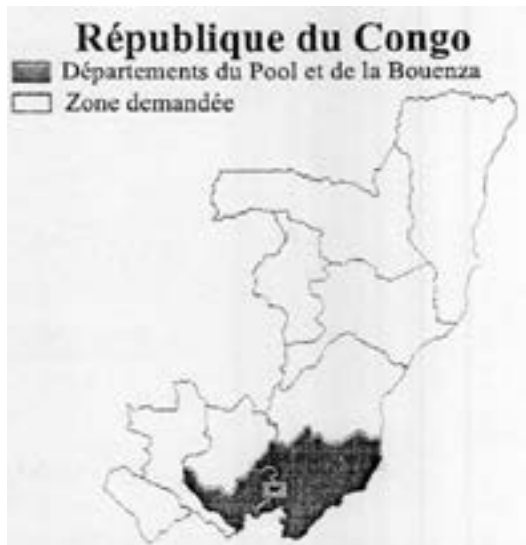 République du Congo
Départements du Pool et de la Bouenza
Zone demandée